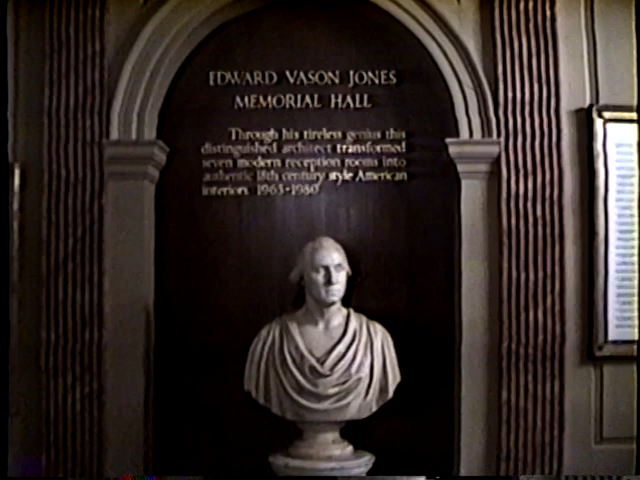 EDWARD VASON JONES
MEMORIAL HALL
Through his tireless genius this
distinguished architect transformed
seven modern reception rooms into
authentic 18th century style American
interiors. 1965-1980